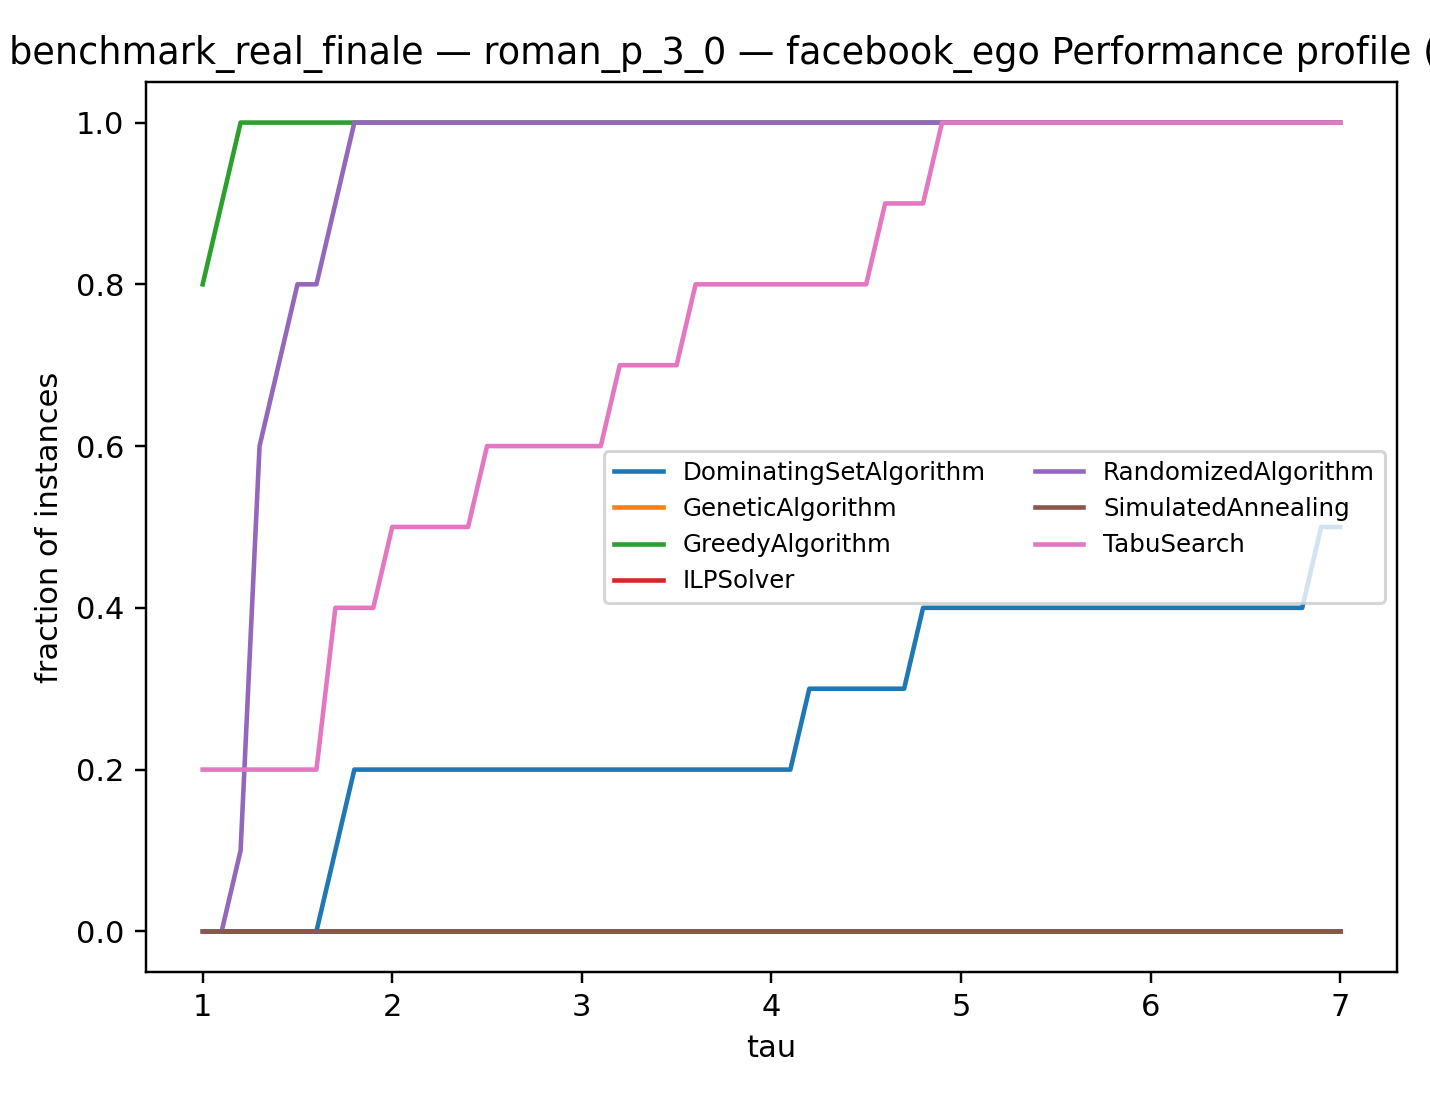 benchmark_real_finale — roman_p_3_0 — facebook_ego Performance profile (
1.0
0.8
0.6
0.4
0.2
0.0
fraction of instances
DominatingSetAlgorithm
GeneticAlgorithm
GreedyAlgorithm
ILPSolver
RandomizedAlgorithm
SimulatedAnnealing
TabuSearch
1 2 3 4 5 6 7
tau